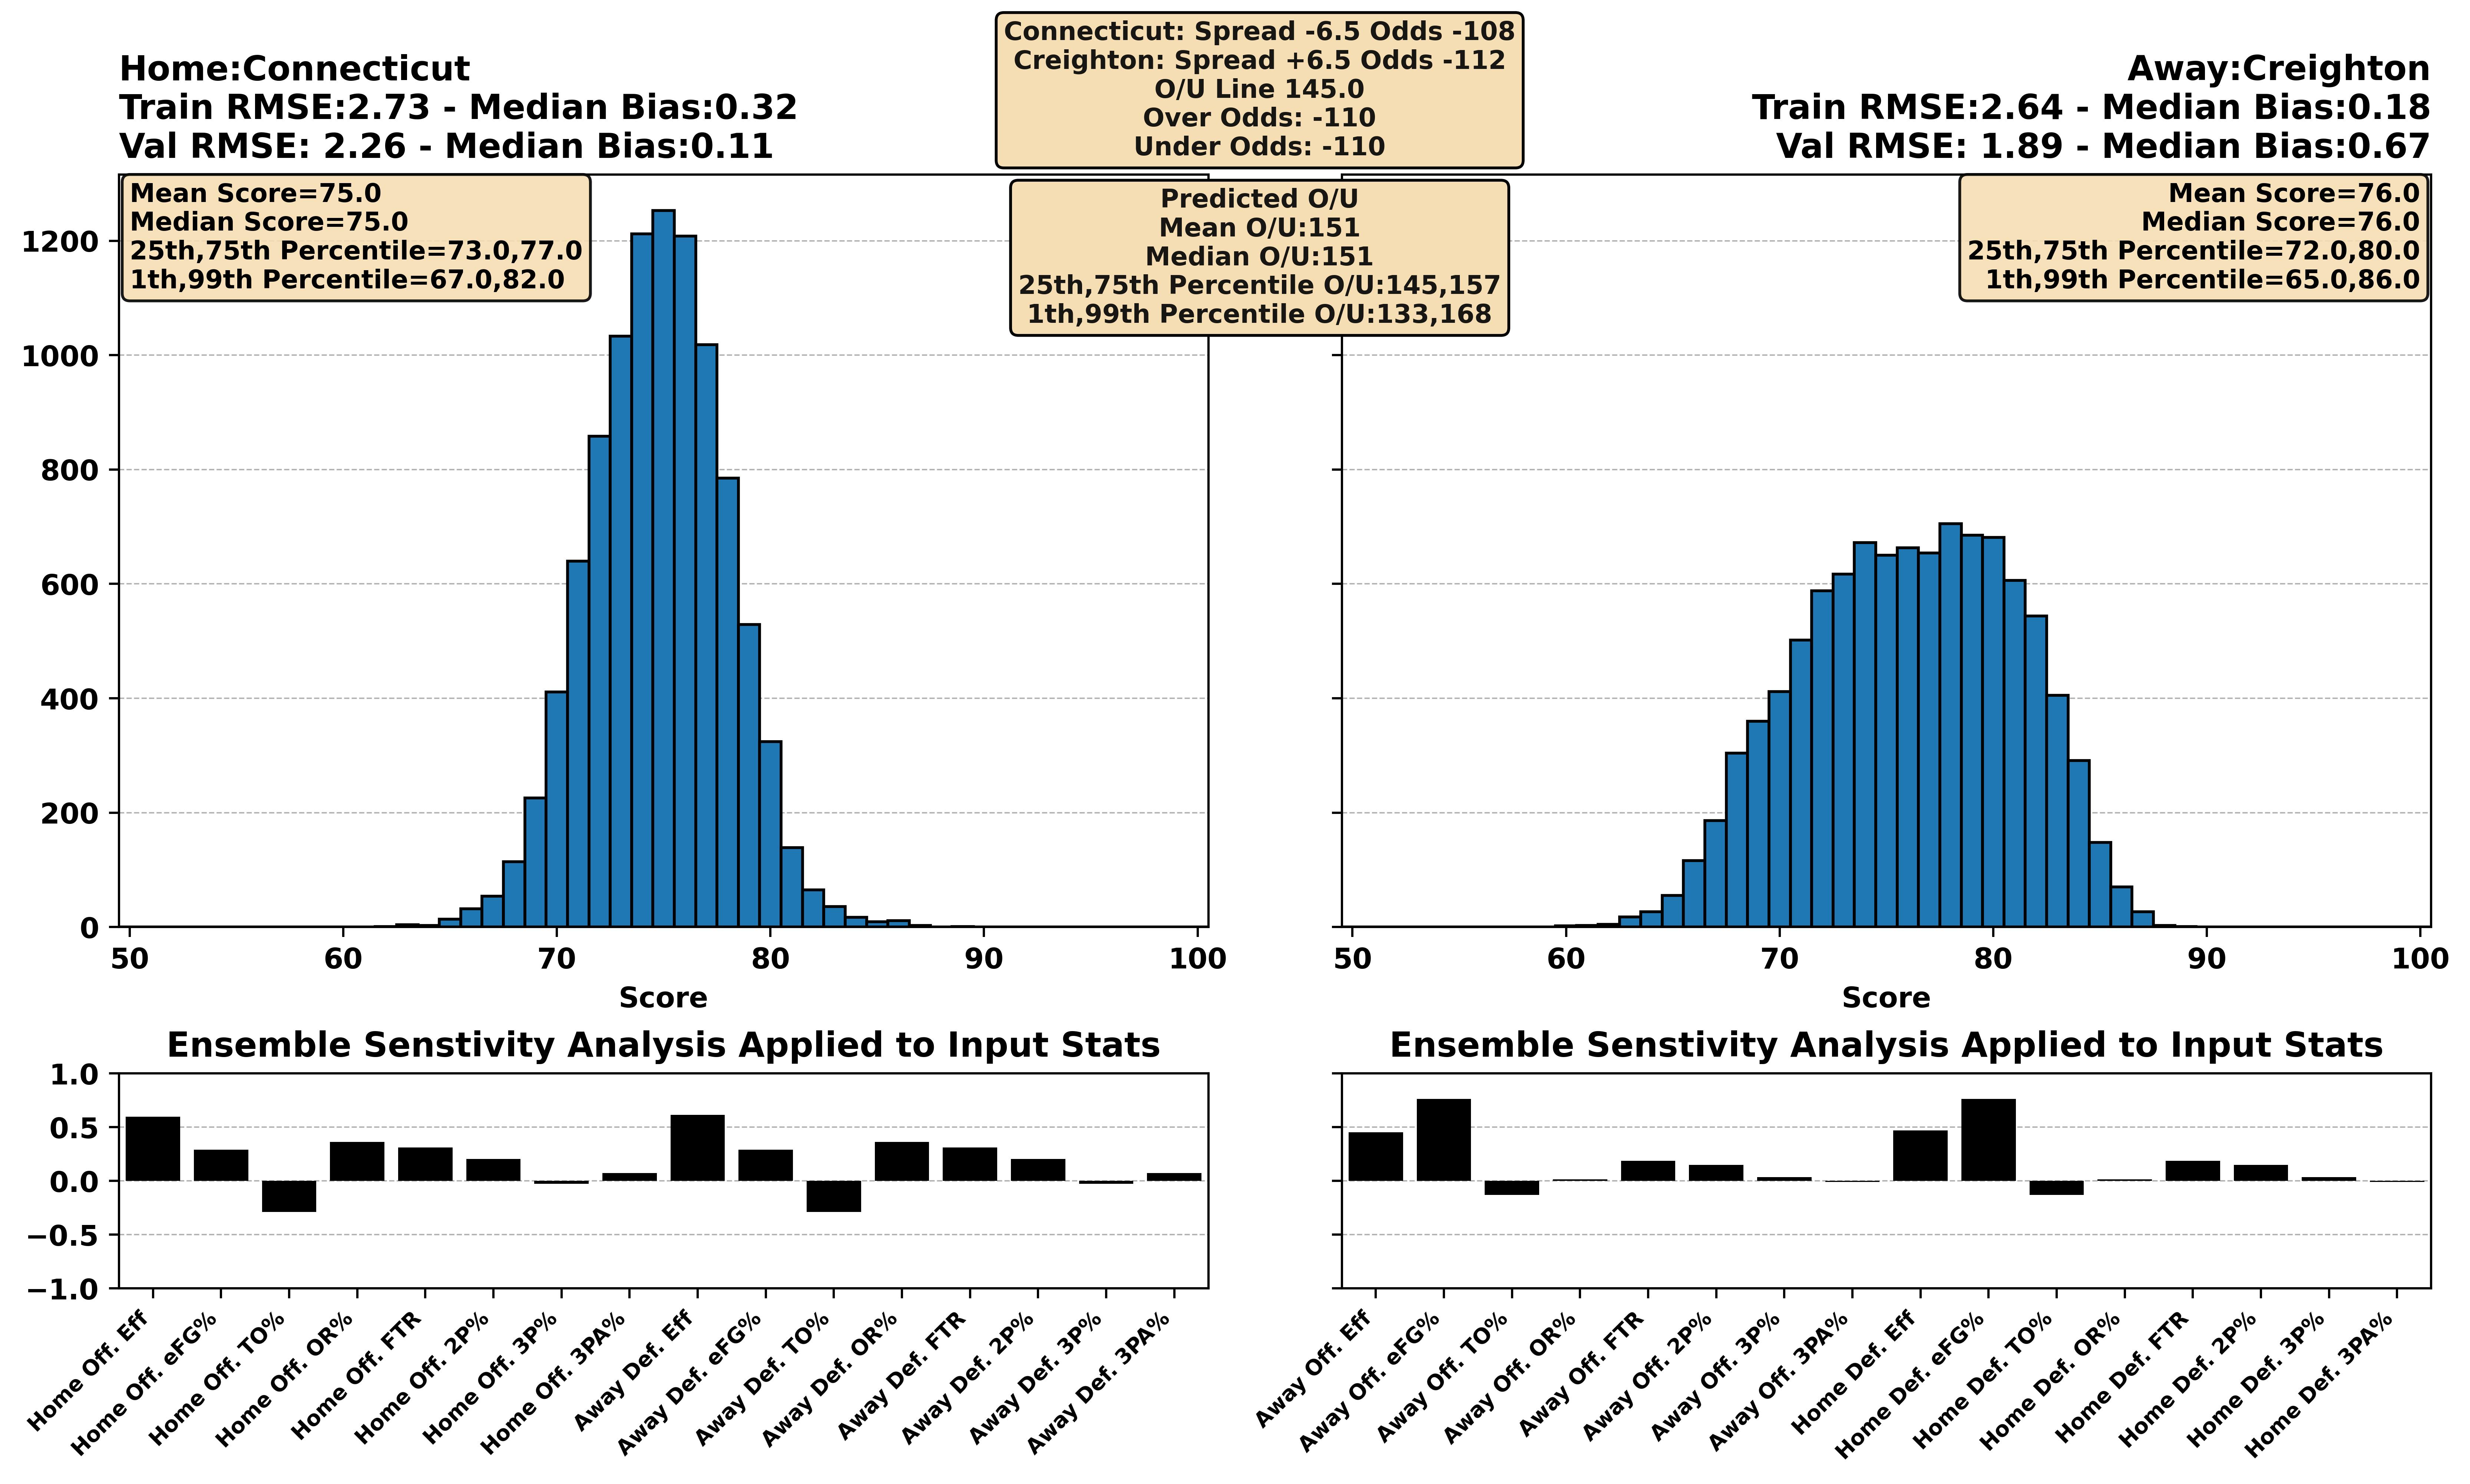 Connecticut: Spread -6.5 Odds -108
Creighton: Spread +6.5 Odds -112
O/U Line 145.0
Over Odds: -110
Under Odds: -110
Home:Connecticut
Train RMSE:2.73 - Median Bias:0.32
Val RMSE: 2.26 - Median Bias:0.11
Away:Creighton
Train RMSE:2.64 - Median Bias:0.18
Val RMSE: 1.89 - Median Bias:0.67
Mean Score=75.0
Median Score=75.0
25th,75th Percentile=73.0,77.0
1th,99th Percentile=67.0,82.0
Predicted O/U
Mean O/U:151
Median O/U:151
25th,75th Percentile O/U:145,157
1th,99th Percentile O/U:133,168
Mean Score=76.0
Median Score=76.0
25th,75th Percentile=72.0,80.0
1th,99th Percentile=65.0,86.0
1200
1000
800
600
400
200
0
50 60 70 80 90 100
Score
50 60 70 80 90 100
Score
Ensemble Senstivity Analysis Applied to Input Stats
Ensemble Senstivity Analysis Applied to Input Stats
1.0
0.5
0.0
−0.5
−1.0
Home Off. Eff
Home Off. eFG%
Home Off. TO%
Home Off. OR%
Home Off. FTR
Home Off. 2P%
Home Off. 3P%
Home Off. 3PA%
Away Def. Eff
Away Def. eFG%
Away Def. TO%
Away Def. OR%
Away Def. FTR
Away Def. 2P%
Away Def. 3P%
Away Def. 3PA%
Away Off. Eff
Away Off. eFG%
Away Off. TO%
Away Off. OR%
Away Off. FTR
Away Off. 2P%
Away Off. 3P%
Away Off. 3PA%
Home Def. Eff
Home Def. eFG%
Home Def. TO%
Home Def. OR%
Home Def. FTR
Home Def. 2P%
Home Def. 3P%
Home Def. 3PA%